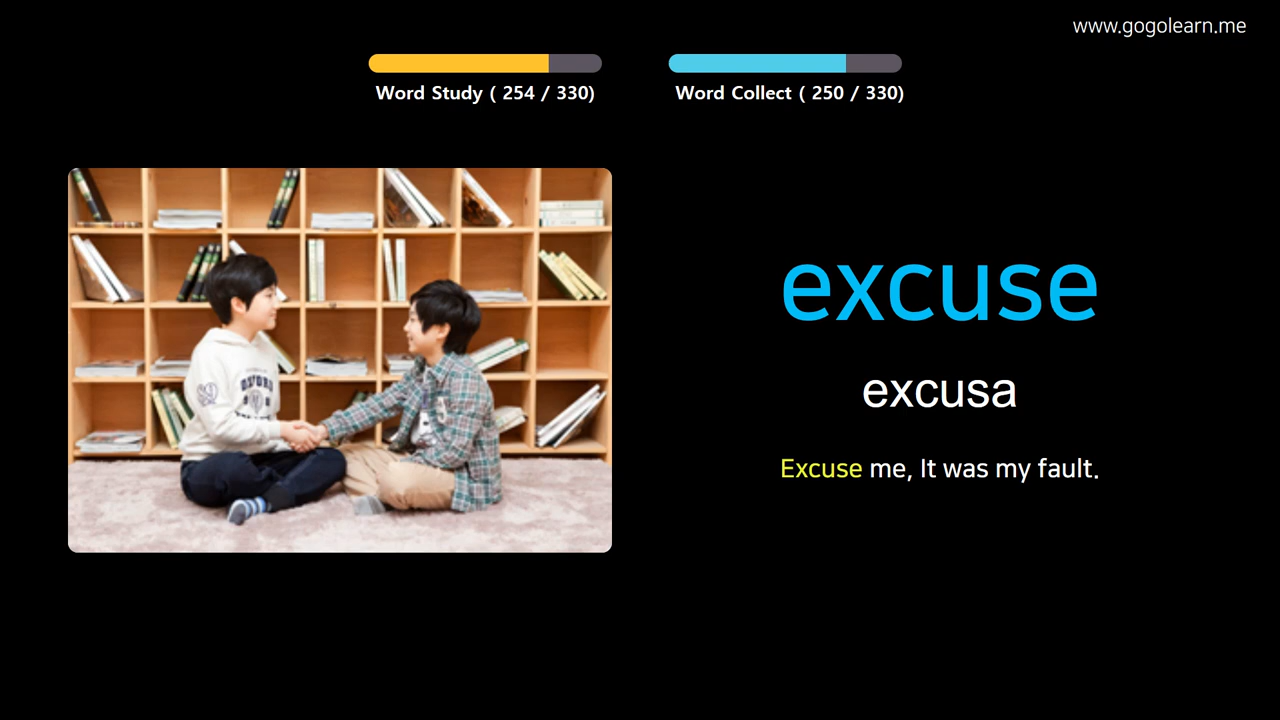 www.gogolearn.me
Word Study ( 254 / 330)
Word Collect ( 250 / 330)
excuse
excusa
Excuse me, It was my fault.
OXFORD